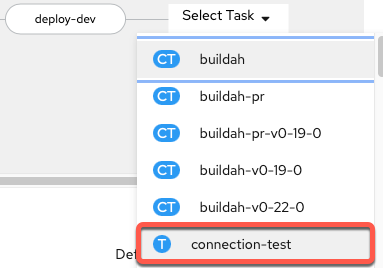 deploy-dev
Select Task
CT buildah
CT buildah-pr
CT buildah-pr-v0-19-0
CT buildah-v0-19-0
CT buildah-v0-22-0
T connection-test